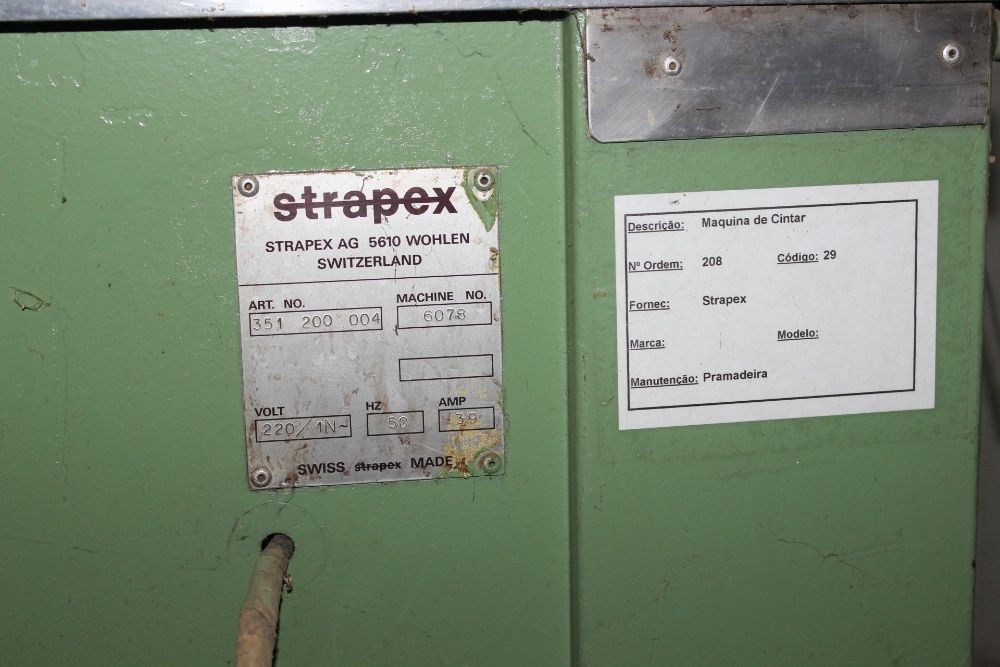 strapex
STRAPEX AG 5610 WOHLEN
SWITZERLAND
ART. NO. MACHINE NO.
351 200 004 6078
VOLT HZ AMP
220/1N~ 50
SWISS strapex MADE
Descrição: Maquina de Cintar
Nº Ordem: 208 Código: 29
Fornec: Strapex
Marca: Modelo:
Manutenção: Pramadeira